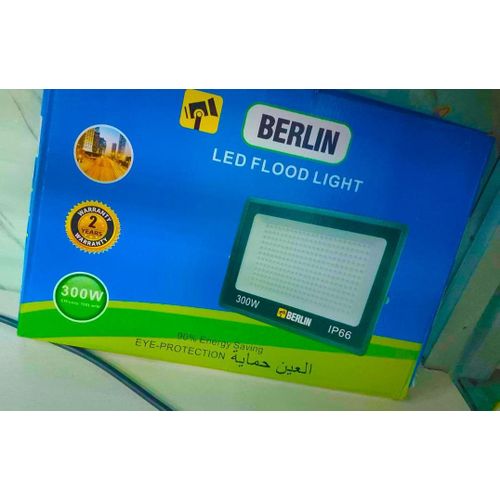 BERLIN
LED FLOOD LIGHT
WARRANTY
2
YEARS
WARRANTY
300W
300W
BERLIN
IP66
90% Energy Saving
EYE-PROTECTION العين حماية